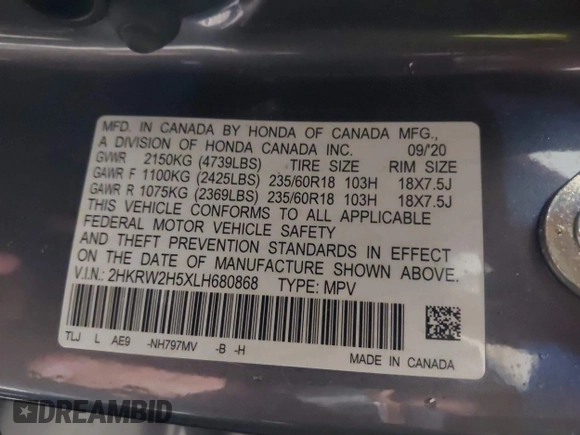 MFD. IN CANADA BY HONDA OF CANADA MFG.,
A DIVISION OF HONDA CANADA INC. 09/'20
GVWR 2150KG (4739LBS) TIRE SIZE RIM SIZE
GAWR F 1100KG (2425LBS) 235/60R18 103H 18X7.5J
GAWR R 1075KG (2369LBS) 235/60R18 103H 18X7.5J
THIS VEHICLE CONFORMS TO ALL APPLICABLE
FEDERAL MOTOR VEHICLE SAFETY
AND THEFT PREVENTION STANDARDS IN EFFECT
ON THE DATE OF MANUFACTURE SHOWN ABOVE.
V.I.N.: 2HKRW2H5XLH680868 TYPE: MPV
TLJ L AE9 -NH797MV -B -H
MADE IN CANADA
DREAMBID